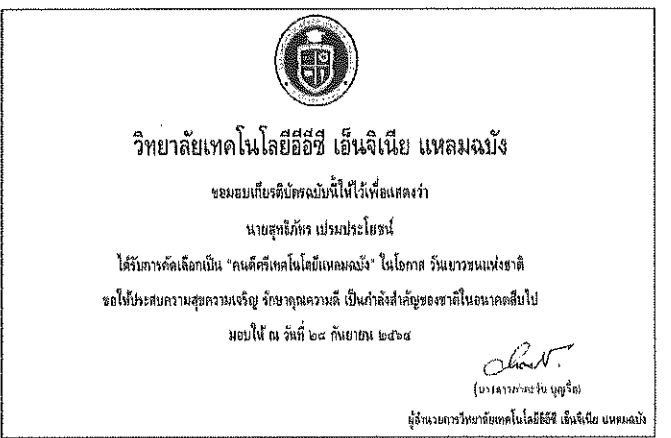 วิทยาลัยเทคโนโลยีอีอีซี เอ็นจิเนีย แหลมฉบัง
ขอมอบเกียรติบัตรฉบับนี้ให้ไว้เพื่อแสดงว่า
นายสุทธิภัทร เปรมประโยชน์
ได้รับการคัดเลือกเป็น "คนดีศรีเทคโนโลยีแหลมฉบัง" ในโอกาส วันเยาวชนแห่งชาติ
ขอให้ประสบความสุขความเจริญ รักษาคุณความดี เป็นกำลังสำคัญของชาติในอนาคตสืบไป
มอบให้ ณ วันที่ ๒๘ กันยายน ๒๕๖๔
บุญจิต)
ผู้อำนวยการวิทยาลัยเทคโนโลยีอีอีซี เอ็นจิเนีย แหลมฉบัง